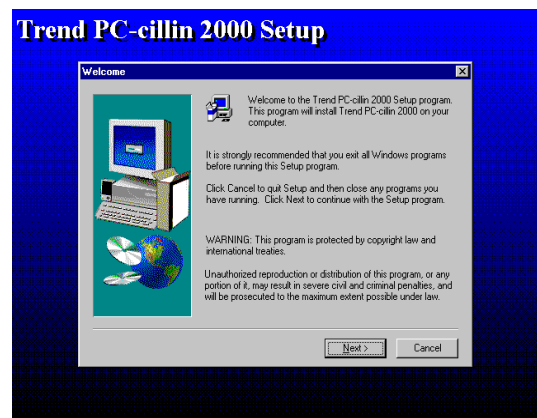 Trend PC-cillin 2000 Setup
Welcome
Welcome to the Trend PC-cillin 2000 Setup program.
This program will install Trend PC-cillin 2000 on your
computer.
It is strongly recommended that you exit all Windows programs
before running this Setup program.
Click Cancel to quit Setup and then close any programs you
have running. Click Next to continue with the Setup program.
WARNING: This program is protected by copyright law and
international treaties.
Unauthorized reproduction or distribution of this program, or any
portion of it, may result in severe civil and criminal penalties, and
will be prosecuted to the maximum extent possible under law.
Next >
Cancel